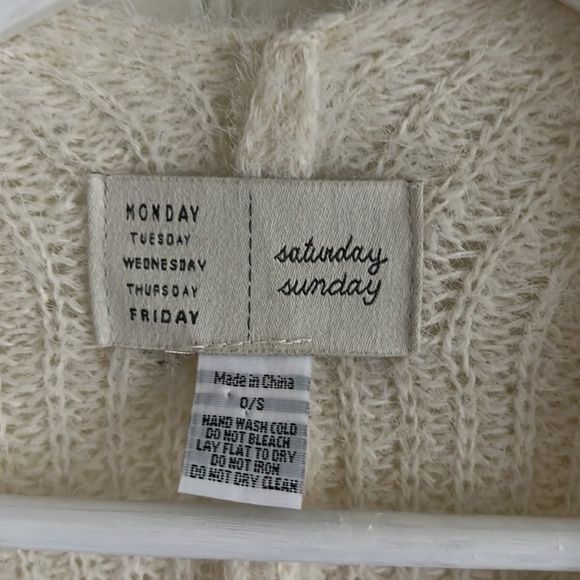 MONDAY
TUESDAY
WEDNESDAY
THURSDAY
FRIDAY
saturday
sunday
Made in China
O/S
HAND WASH COLD
DO NOT BLEACH
LAY FLAT TO DRY
DO NOT IRON
DO NOT DRY CLEAN